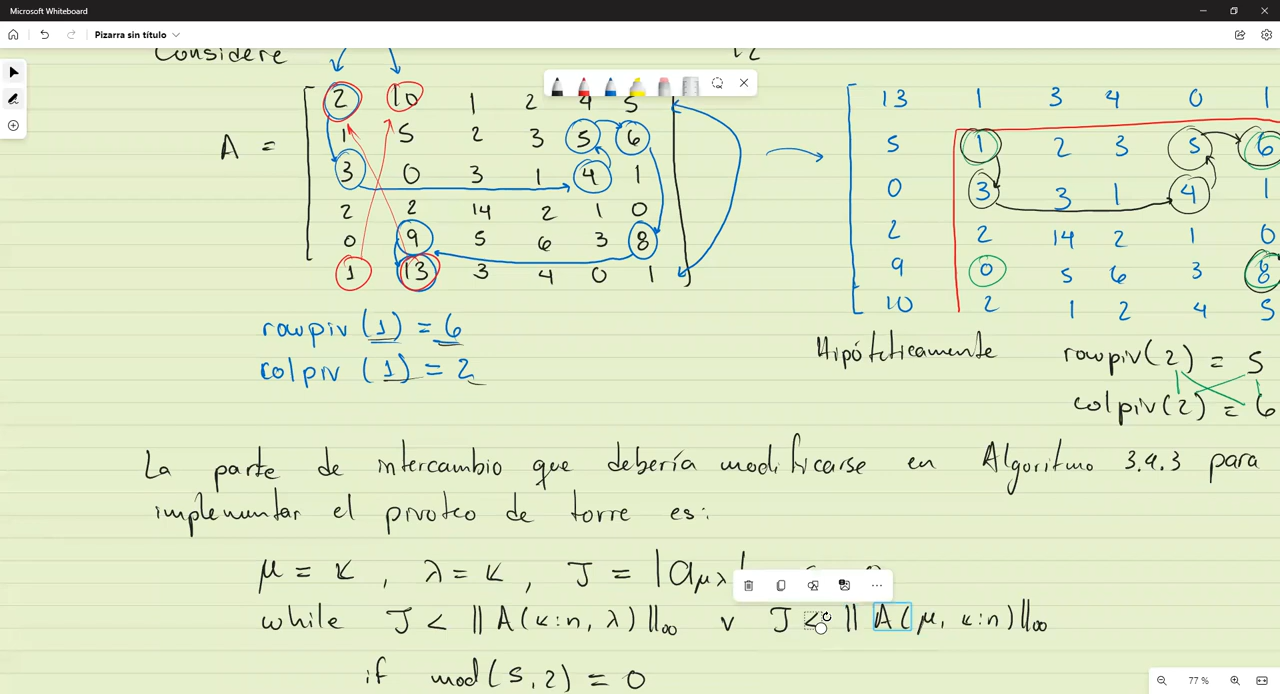 Microsoft Whiteboard
Pizarra sin título
Considere
A =
2 10 1 2 4 5
1 5 2 3 5 6
3 0 3 1 4 1
2 2 14 2 1 0
0 9 5 6 3 8
1 13 3 4 0 1
13 1 3 4 0 1
5 1 2 3 5 6
0 3 3 1 4 1
2 2 14 2 1 0
9 0 5 6 3 8
10 2 1 2 4 5
rowpiv (1) = 6
colpiv (1) = 2
Hipotéticamente rowpiv(2) = 5
colpiv(2) = 6
La parte de intercambio que debería modificarse en Algoritmo 3.4.3 para
implementar el pivoteo de torre es:
μ = k , λ = k , J = |aμλ|
while J < || A(k:n, λ)||∞ v J < || A(μ, k:n)||∞
if mod(s,2) = 0
77 %